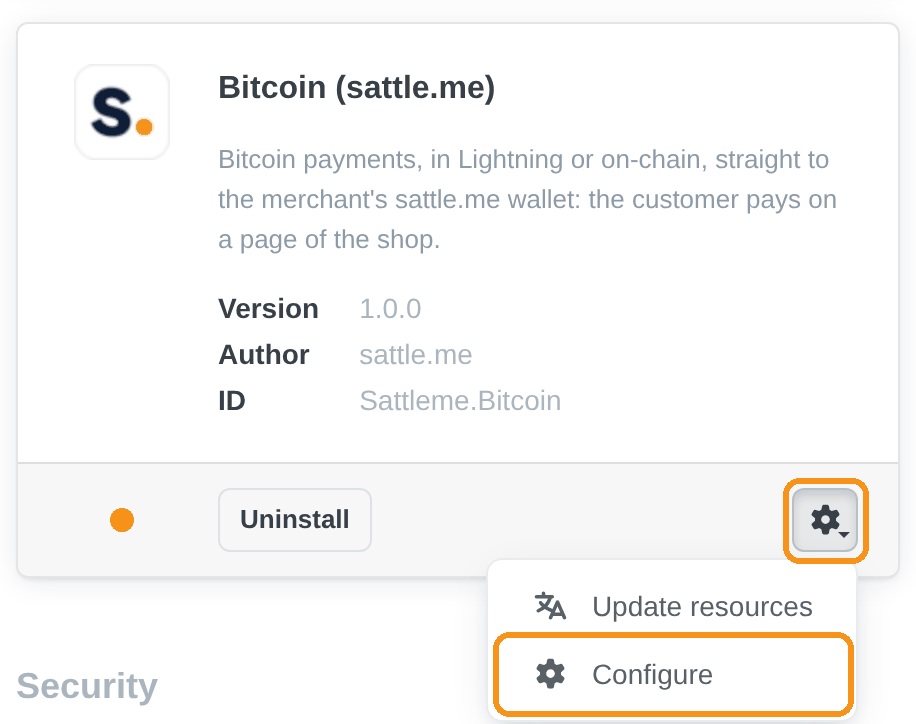 S.
Bitcoin (sattle.me)
Bitcoin payments, in Lightning or on-chain, straight to
the merchant's sattle.me wallet: the customer pays on
a page of the shop.
Version 1.0.0
Author sattle.me
ID Sattleme.Bitcoin
Uninstall
Update resources
Configure
Security